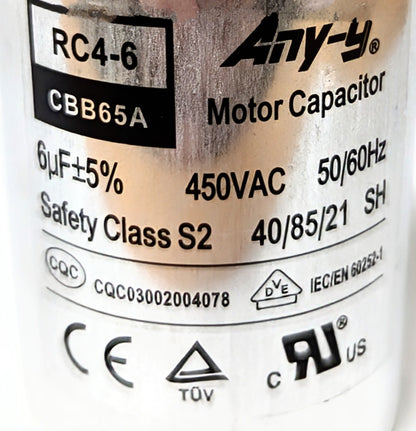 RC4-6
Any-y®
CBB65A
Motor Capacitor
6µF±5% 450VAC 50/60Hz
Safety Class S2 40/85/21 SH
CQC CQC03002004078 DVE IEC/EN 60252-1
CE TÜV c RU® US